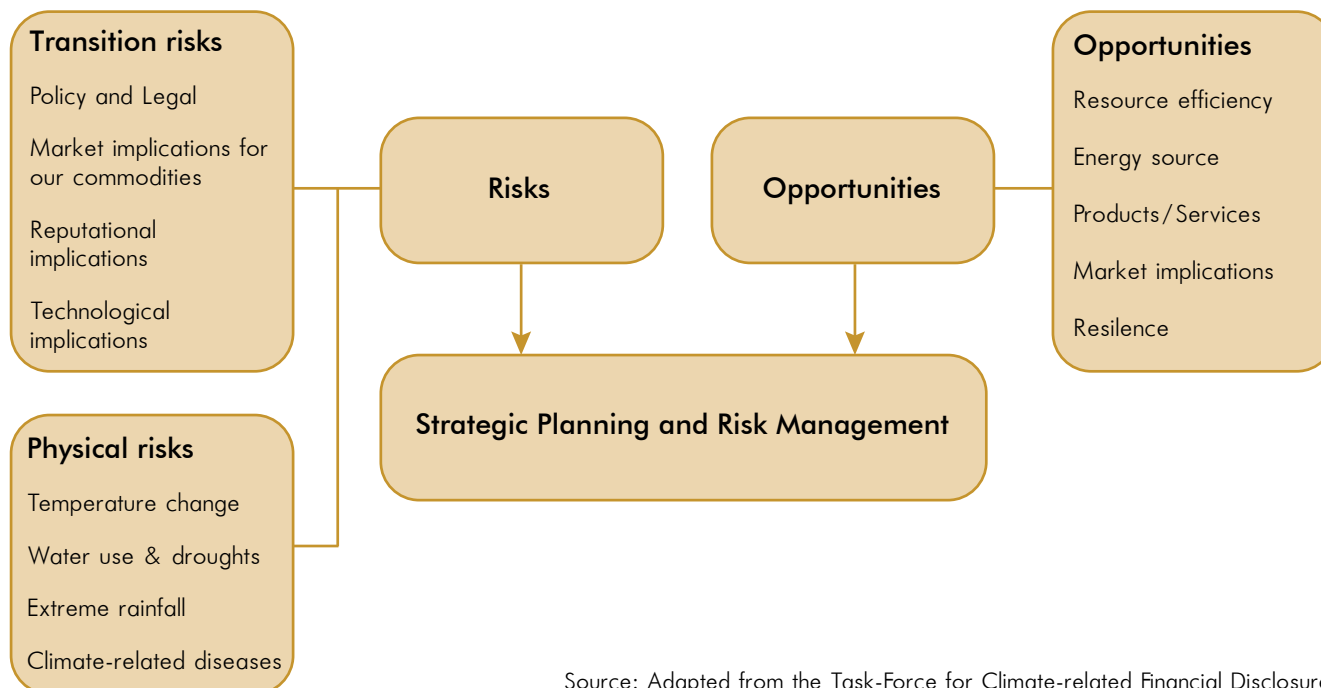 Transition risks
Policy and Legal
Market implications for
our commodities
Reputational
implications
Technological
implications
Physical risks
Temperature change
Water use & droughts
Extreme rainfall
Climate-related diseases
Risks
Opportunities
Strategic Planning and Risk Management
Opportunities
Resource efficiency
Energy source
Products/Services
Market implications
Resilence
Source: Adapted from the Task-Force for Climate-related Financial Disclosure